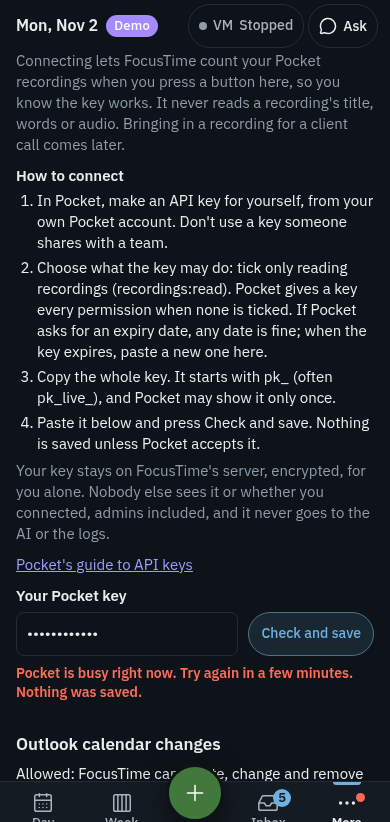 Mon, Nov 2 Demo VM Stopped Ask
Connecting lets FocusTime count your Pocket
recordings when you press a button here, so you
know the key works. It never reads a recording's title,
words or audio. Bringing in a recording for a client
call comes later.
How to connect
1. In Pocket, make an API key for yourself, from your
own Pocket account. Don't use a key someone
shares with a team.
2. Choose what the key may do: tick only reading
recordings (recordings:read). Pocket gives a key
every permission when none is ticked. If Pocket
asks for an expiry date, any date is fine; when the
key expires, paste a new one here.
3. Copy the whole key. It starts with pk_ (often
pk_live_), and Pocket may show it only once.
4. Paste it below and press Check and save. Nothing
is saved unless Pocket accepts it.
Your key stays on FocusTime's server, encrypted, for
you alone. Nobody else sees it or whether you
connected, admins included, and it never goes to the
AI or the logs.
Pocket's guide to API keys
Your Pocket key
•••••••••••• Check and save
Pocket is busy right now. Try again in a few minutes.
Nothing was saved.
Outlook calendar changes
Allowed: FocusTime change and remove
5
Day Week Inbox More